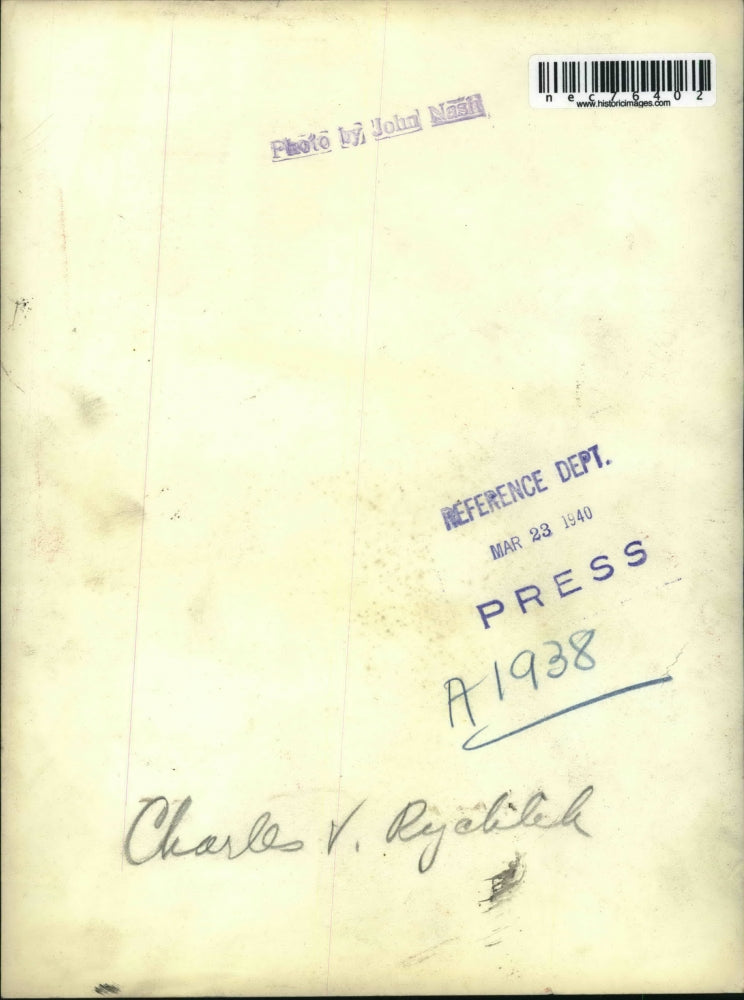 nec76402
www.historicimages.com
Photo by John Nash
REFERENCE DEPT.
MAR 23 1940
PRESS
A1938
Charles V. Rychlik